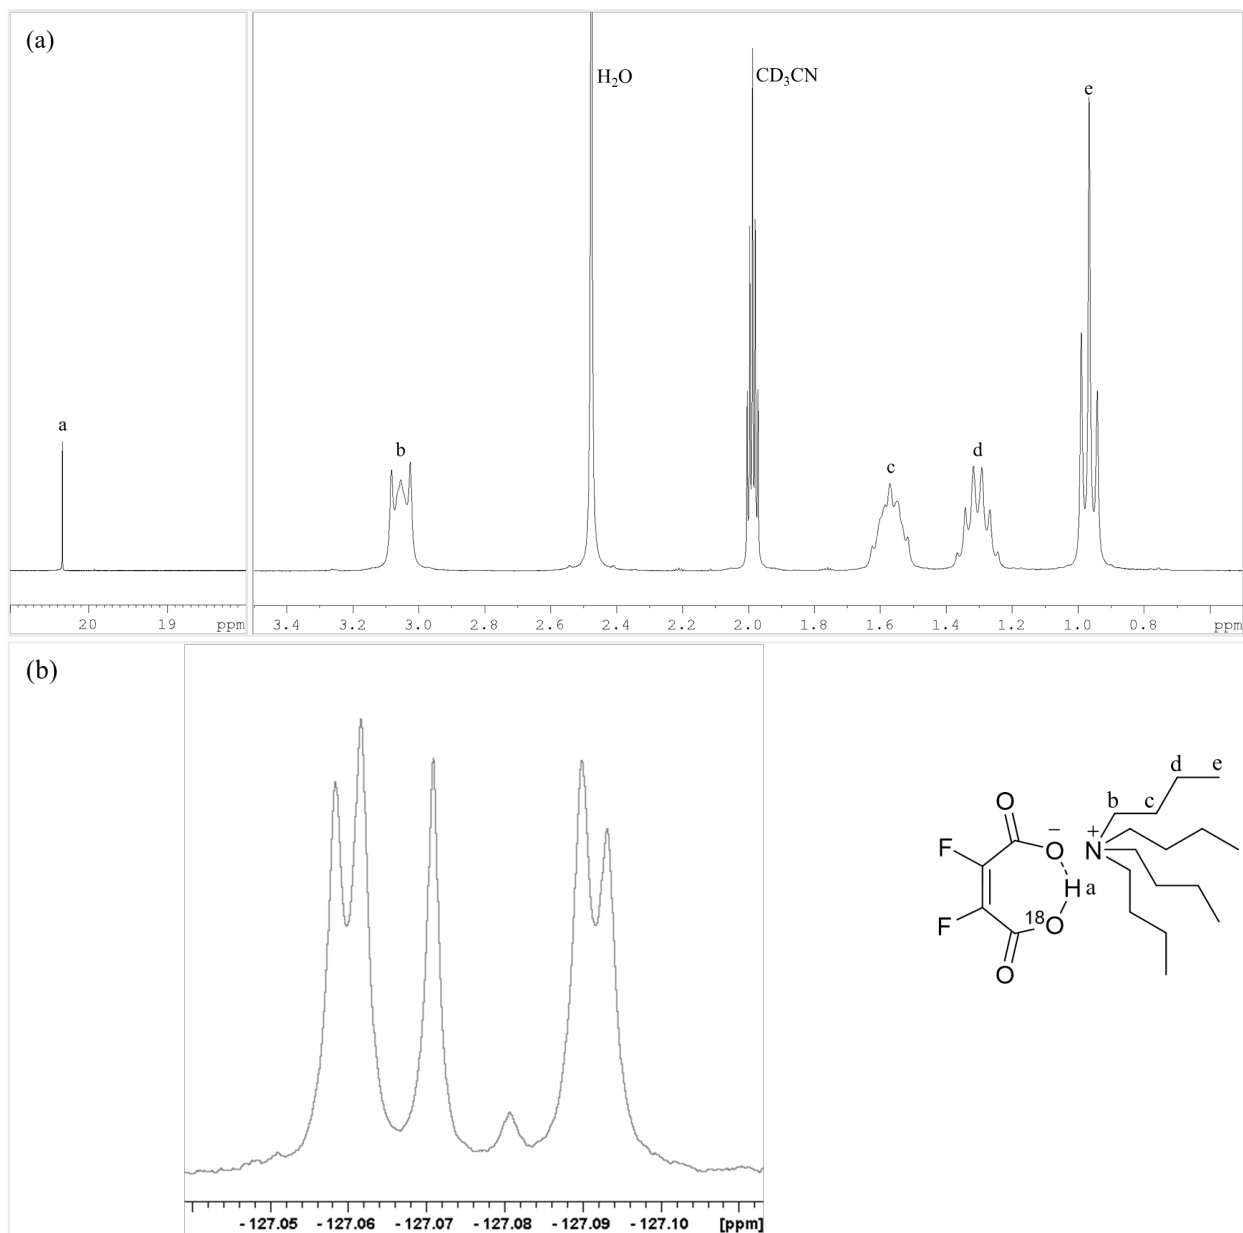 (a)
H₂O
CD₃CN
e
a
b
c
d
20 19 ppm
3.4 3.2 3.0 2.8 2.6 2.4 2.2 2.0 1.8 1.6 1.4 1.2 1.0 0.8 ppm
(b)
d e
b c
O
− +
F O N
H a
F ¹⁸O
O
-127.05 -127.06 -127.07 -127.08 -127.09 -127.10 [ppm]